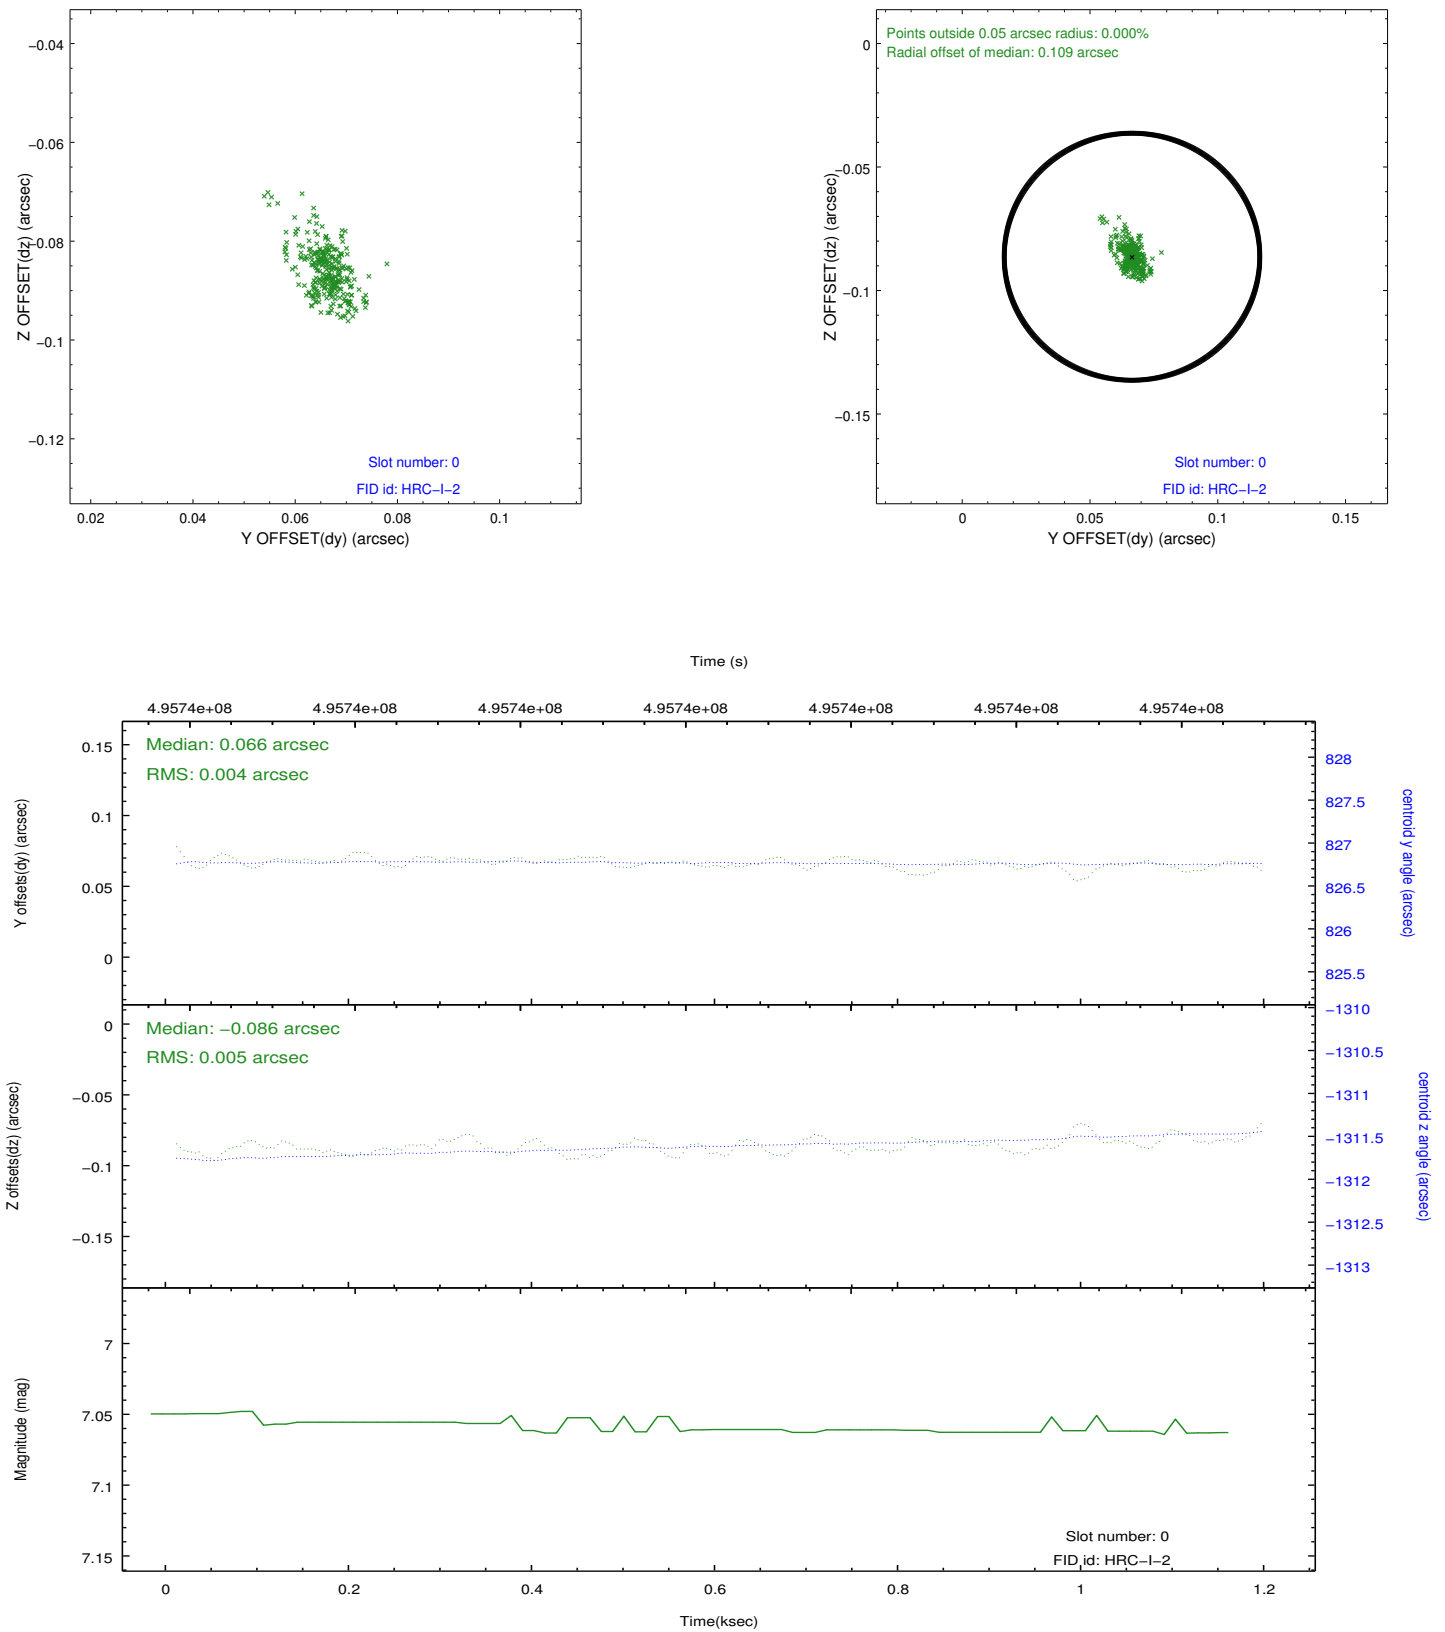 −0.04
−0.06
−0.08
−0.1
−0.12
Z OFFSET(dz) (arcsec)
Slot number: 0
FID id: HRC−I−2
0.02 0.04 0.06 0.08 0.1
Y OFFSET(dy) (arcsec)
Points outside 0.05 arcsec radius: 0.000%
Radial offset of median: 0.109 arcsec
0
−0.05
−0.1
−0.15
Z OFFSET(dz) (arcsec)
Slot number: 0
FID id: HRC−I−2
0 0.05 0.1 0.15
Y OFFSET(dy) (arcsec)
Time (s)
4.9574e+08 4.9574e+08 4.9574e+08 4.9574e+08 4.9574e+08 4.9574e+08 4.9574e+08
Median: 0.066 arcsec
RMS: 0.004 arcsec
0.15
0.1
0.05
0
Y offsets(dy) (arcsec)
828
827.5
827
826.5
826
825.5
centroid y angle (arcsec)
Median: −0.086 arcsec
RMS: 0.005 arcsec
0
−0.05
−0.1
−0.15
Z offsets(dz) (arcsec)
−1310
−1310.5
−1311
−1311.5
−1312
−1312.5
−1313
centroid z angle (arcsec)
7
7.05
7.1
7.15
Magnitude (mag)
Slot number: 0
FID id: HRC−I−2
0 0.2 0.4 0.6 0.8 1 1.2
Time(ksec)